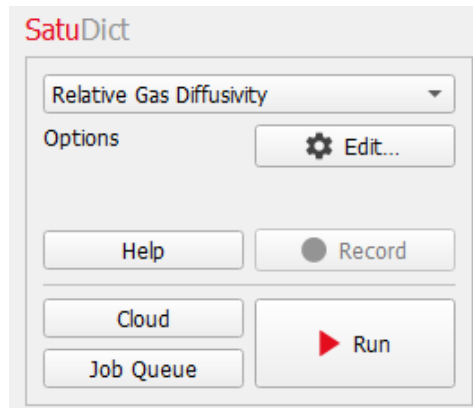 SatuDict
Relative Gas Diffusivity
Options
Edit...
Help
Record
Cloud
Run
Job Queue